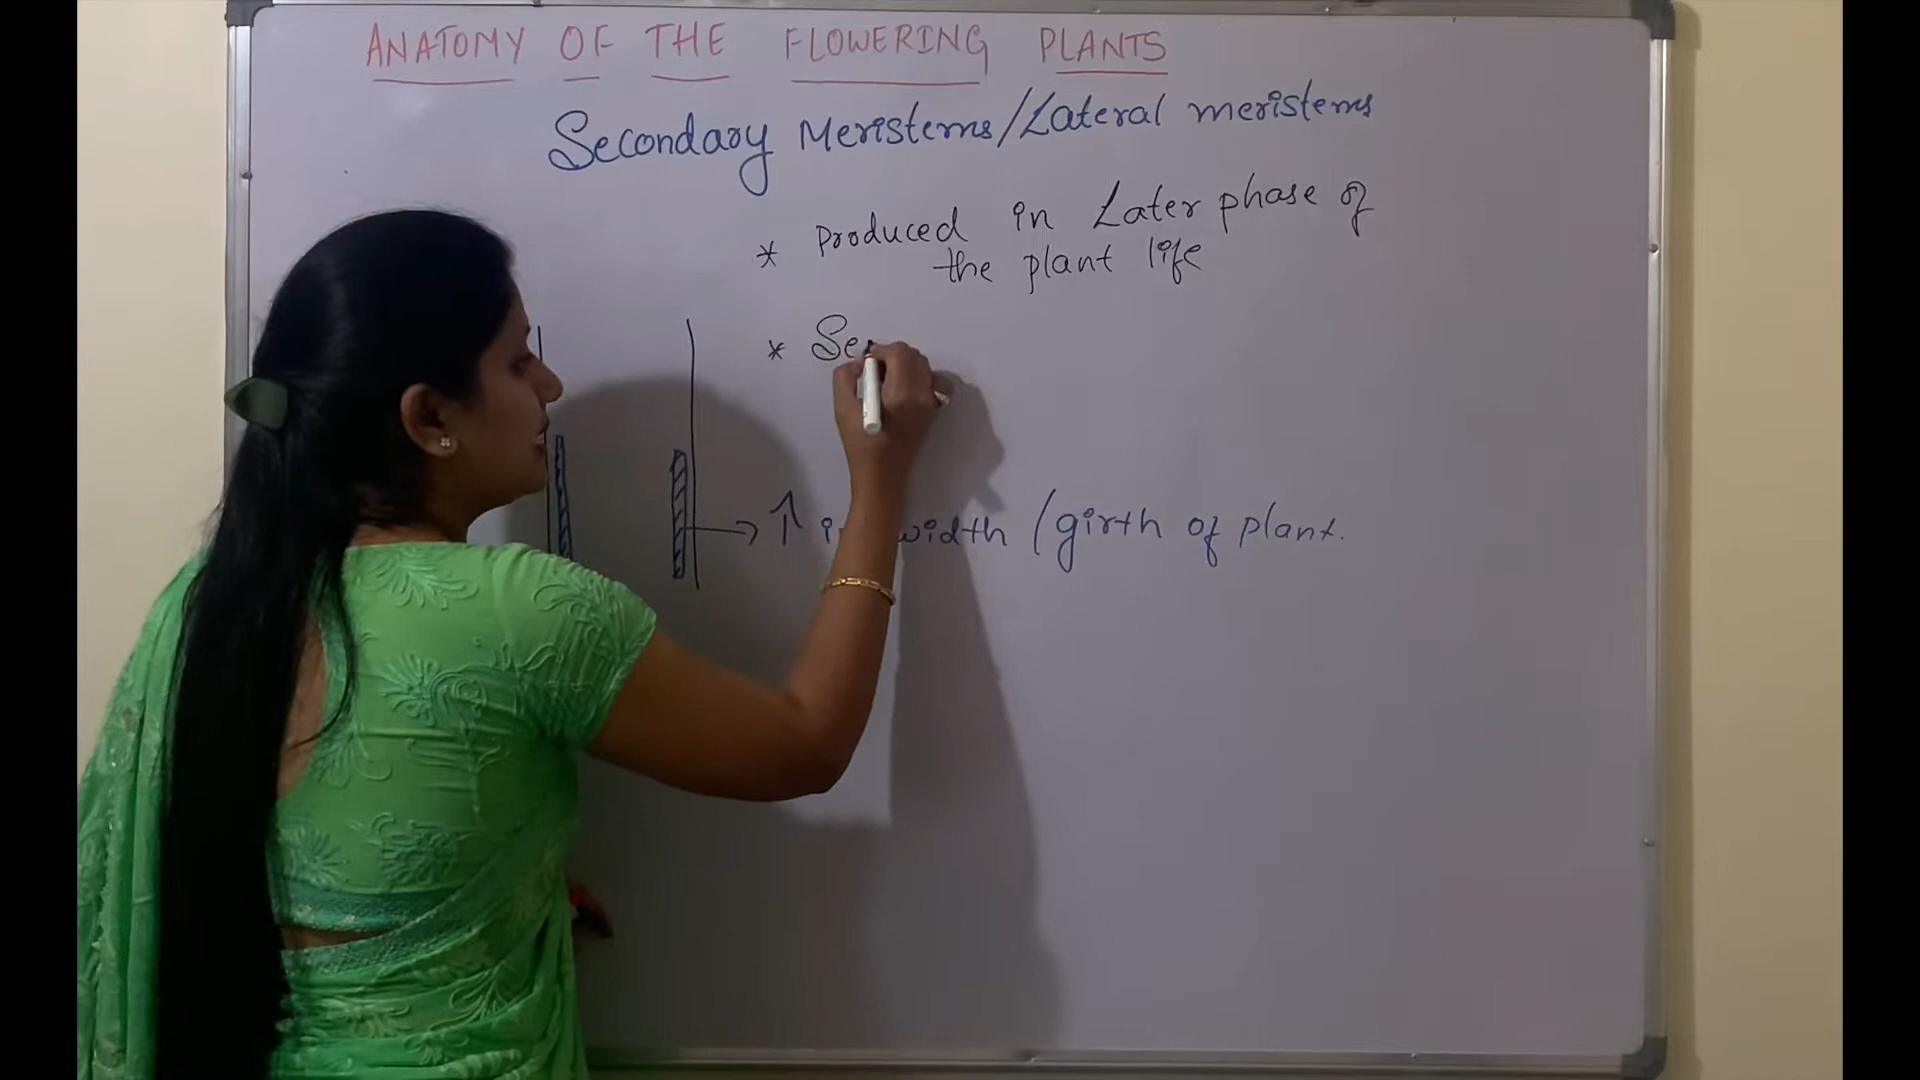 ANATOMY OF THE FLOWERING PLANTS
Secondary Meristems/Lateral meristems
* Produced in Later phase of
the plant life
* Se
↑ width / girth of plant.